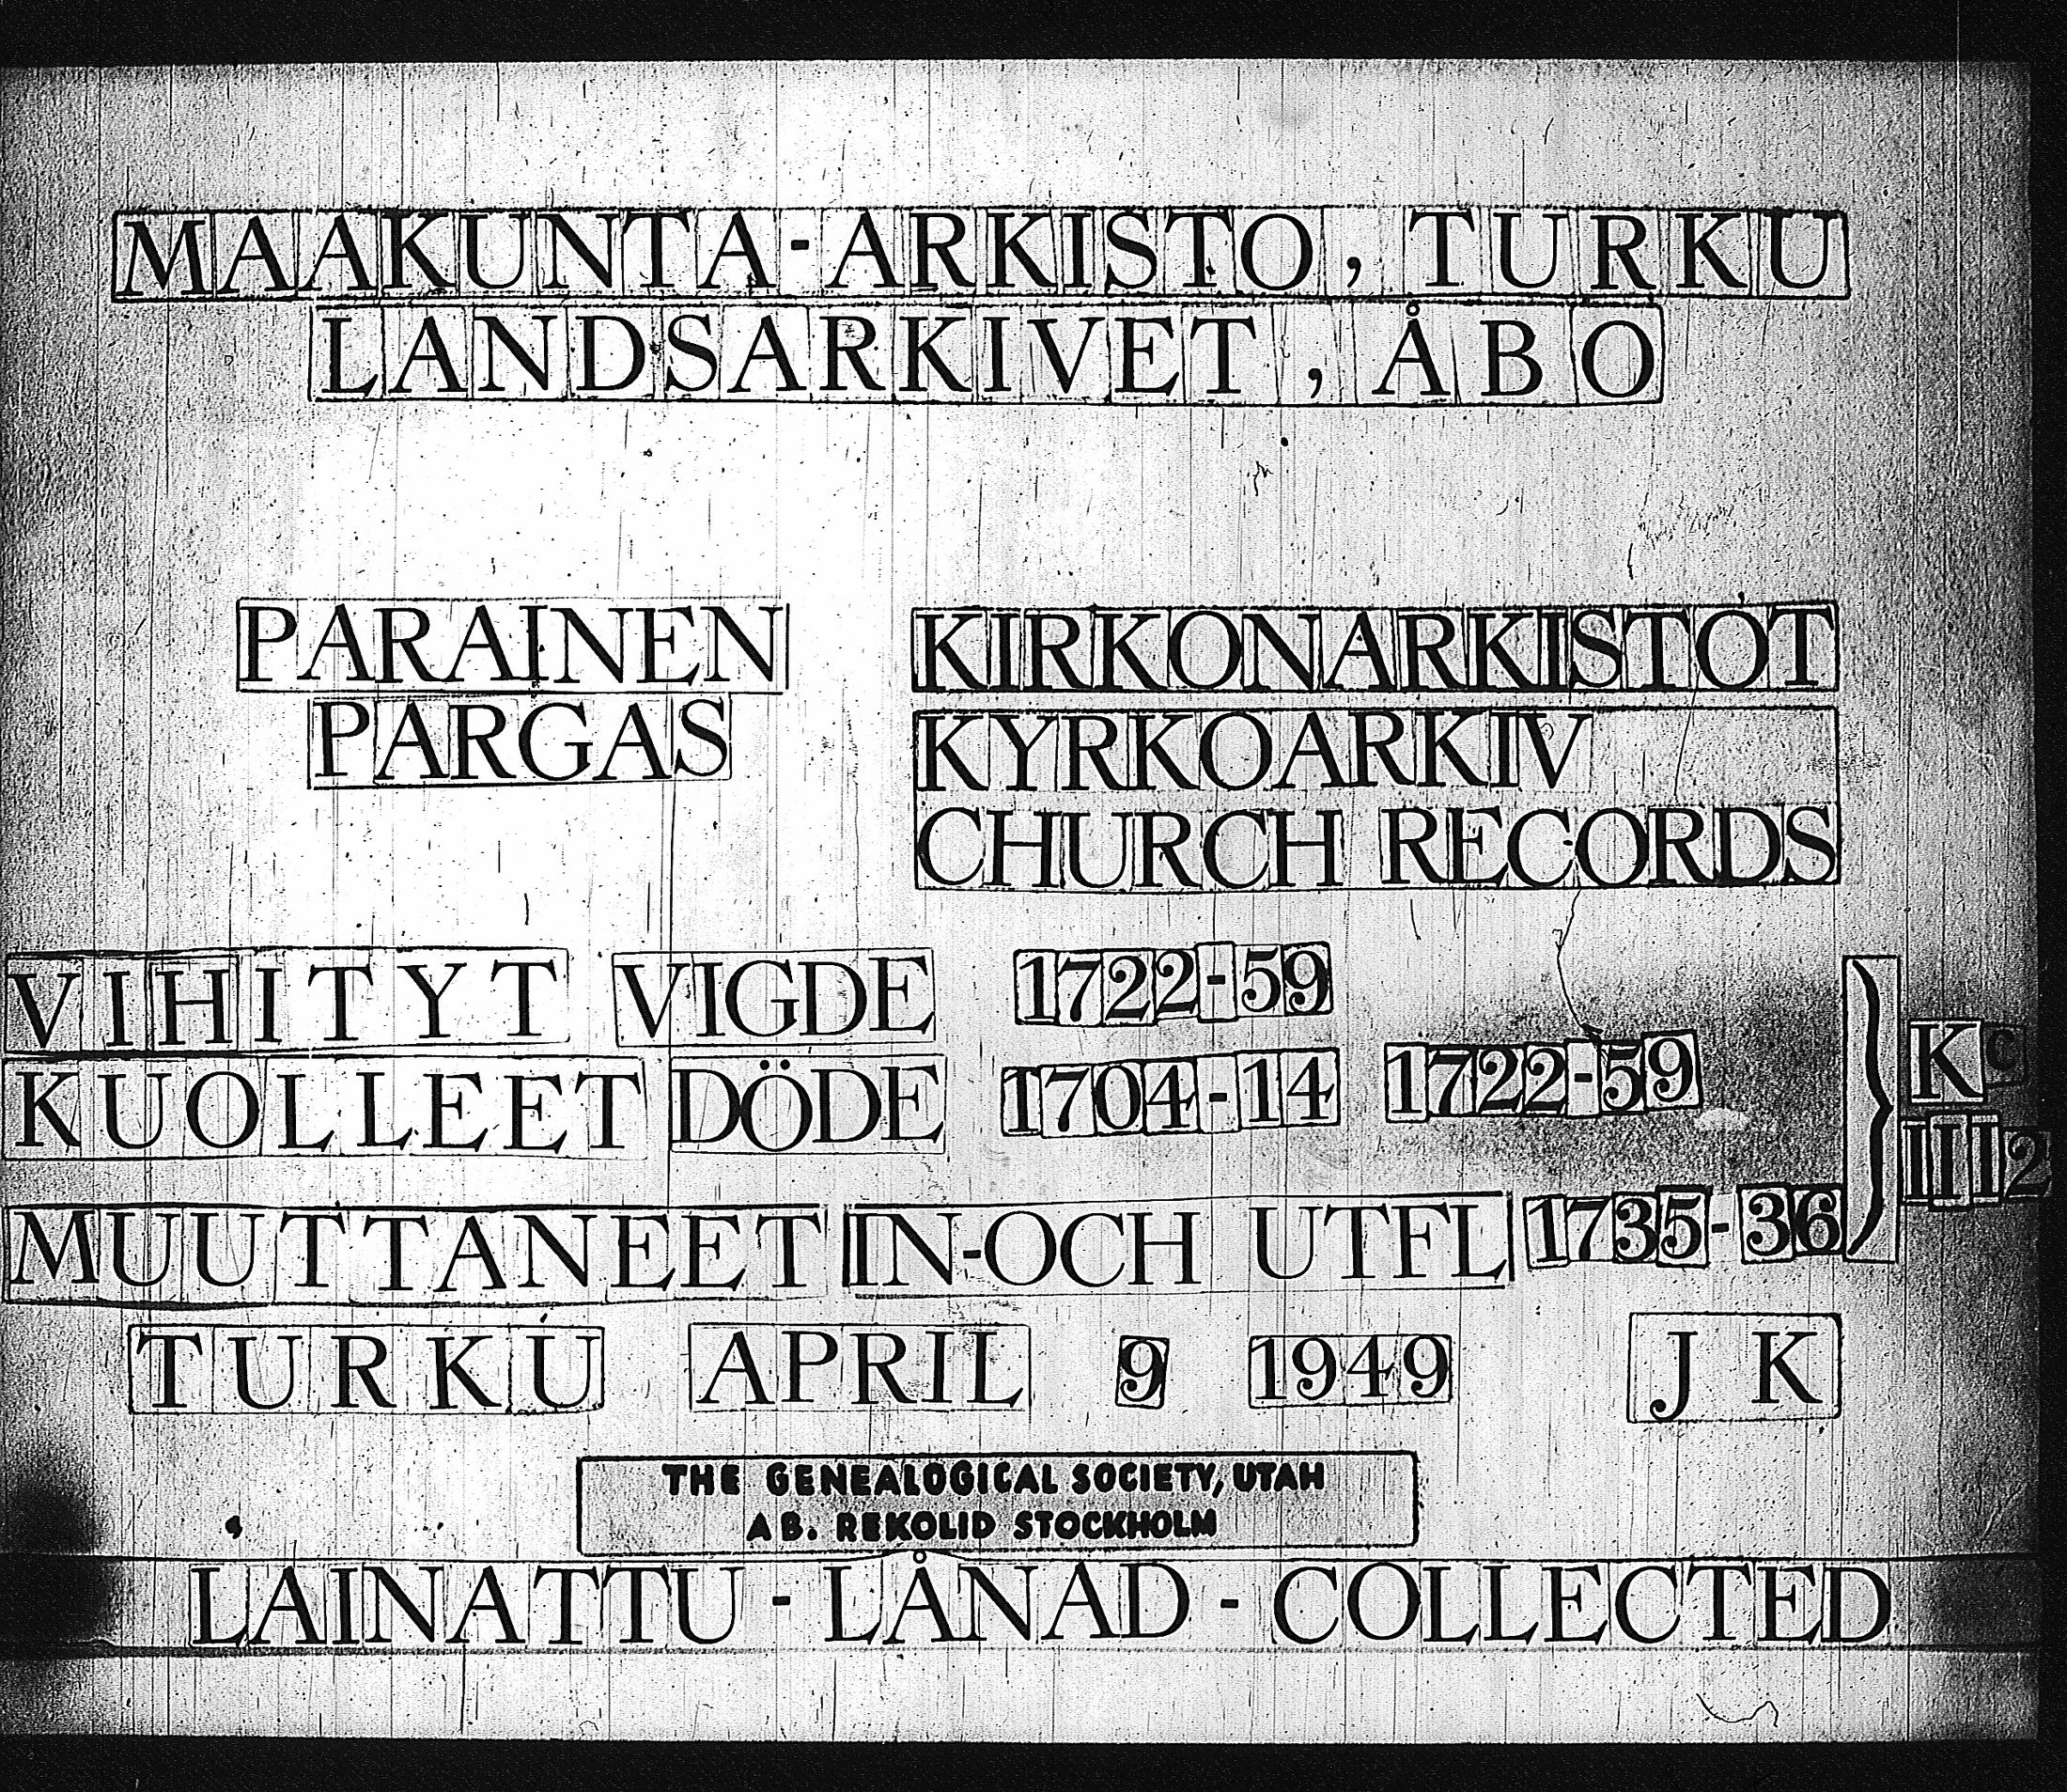 MAAKUNTA-ARKISTO, TURKU
LANDSARKIVET, ÅBO
PARAINEN
PARGAS
KIRKONARKISTOT
KYRKOARKIV
CHURCH RECORDS
VIHITYT VIGDE 1722-59
KUOLLEET DÖDE 1704-14 1722-59
MUUTTANEET IN-OCH UTFL 1735-36
} Kc
III2
TURKU APRIL 9 1949 J K
THE GENEALOGICAL SOCIETY, UTAH
AB. REKOLID STOCKHOLM
LAINATTU - LÅNAD - COLLECTED